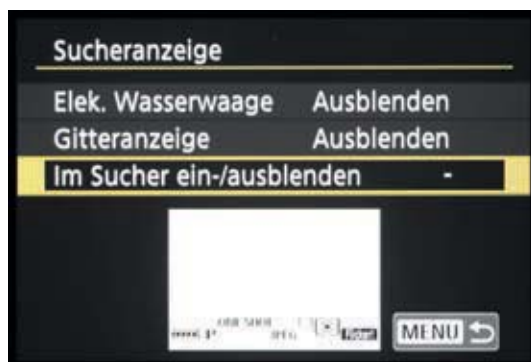 Sucheranzeige
Elek. Wasserwaage Ausblenden
Gitteranzeige Ausblenden
Im Sucher ein-/ausblenden -
MENU